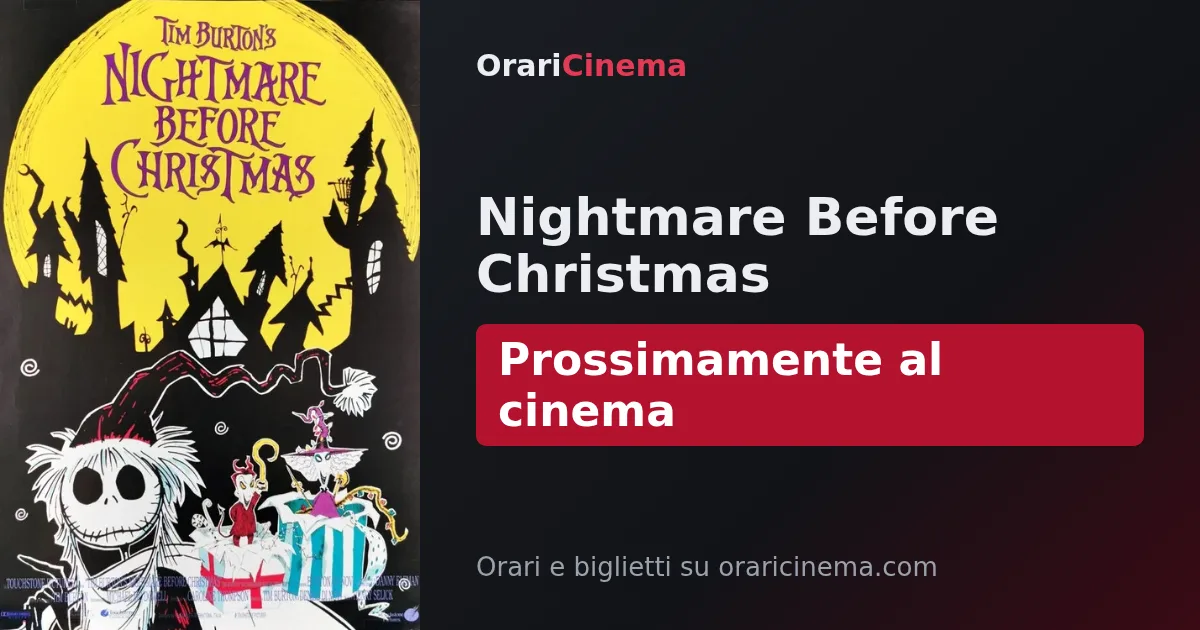 TIM BURTON'S
NIGHTMARE
BEFORE
CHRISTMAS
OrariCinema
Nightmare Before
Christmas
Prossimamente al
cinema
Orari e biglietti su oraricinema.com